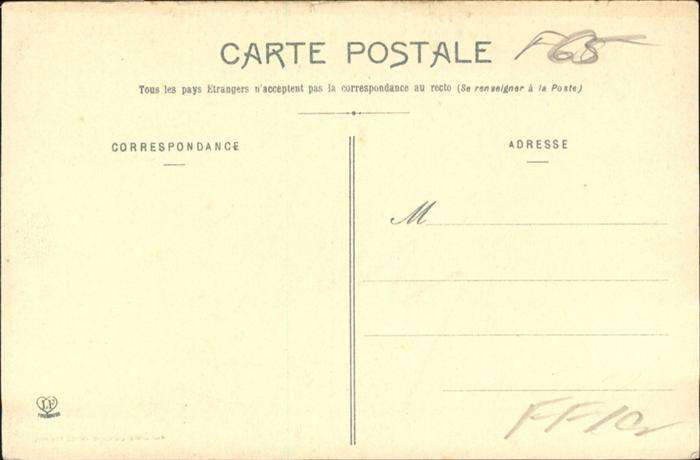 CARTE POSTALE
F65
Tous les pays Etrangers n'acceptent pas la correspondance au recto (Se renseigner à la Poste)
CORRESPONDANCE
ADRESSE
M
LF